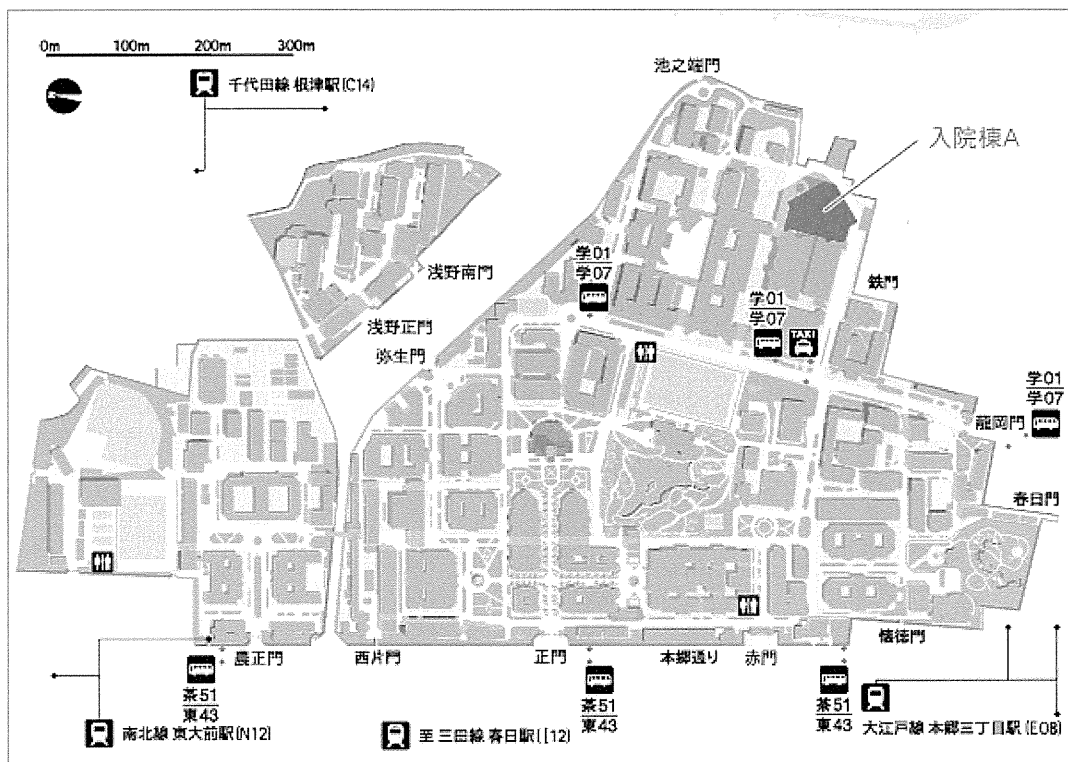 0m 100m 200m 300m
千代田線 根津駅(C14)
池之端門
入院棟A
学01
学07
浅野南門
鉄門
学01
学07
TAXI
浅野正門
弥生門
学01
学07
龍岡門
春日門
懐徳門
農正門
西片門
正門
本郷通り
赤門
茶51
東43
茶51
東43
茶51
東43
南北線 東大前駅(N12)
至 三田線 春日駅(I12)
大江戸線 本郷三丁目駅(E08)